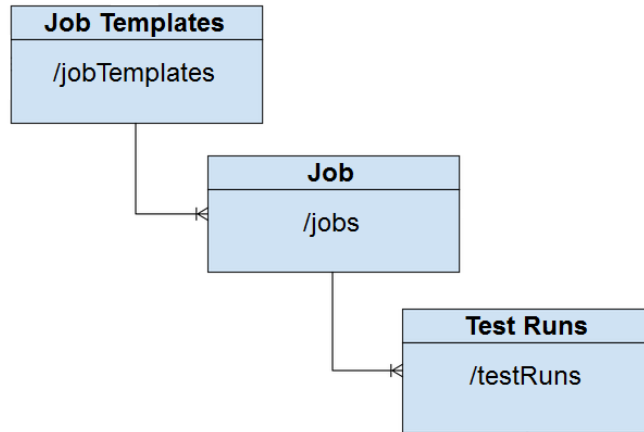 Job Templates
/jobTemplates
Job
/jobs
Test Runs
/testRuns